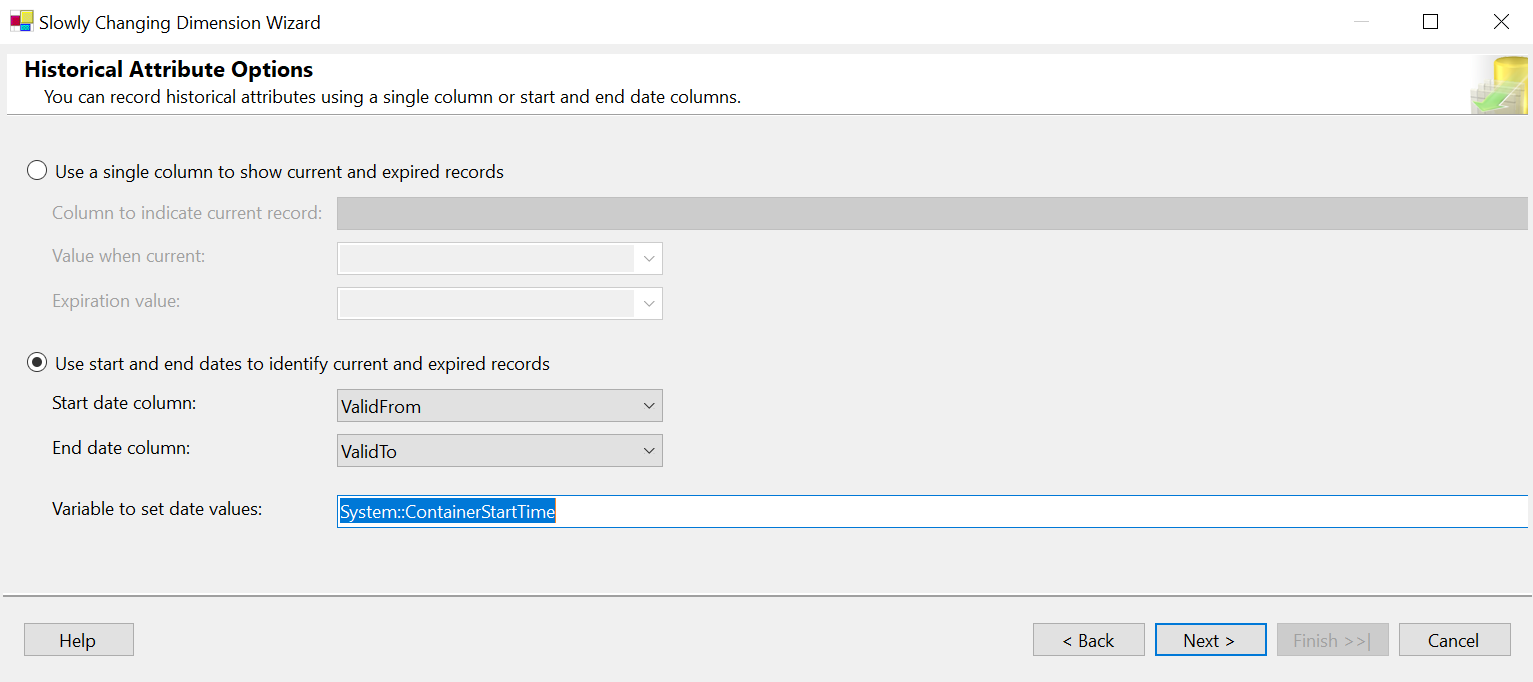 Slowly Changing Dimension Wizard
Historical Attribute Options
You can record historical attributes using a single column or start and end date columns.
Use a single column to show current and expired records
Column to indicate current record:
Value when current:
Expiration value:
Use start and end dates to identify current and expired records
Start date column: ValidFrom
End date column: ValidTo
Variable to set date values: System::ContainerStartTime
Help < Back Next > Finish >>| Cancel